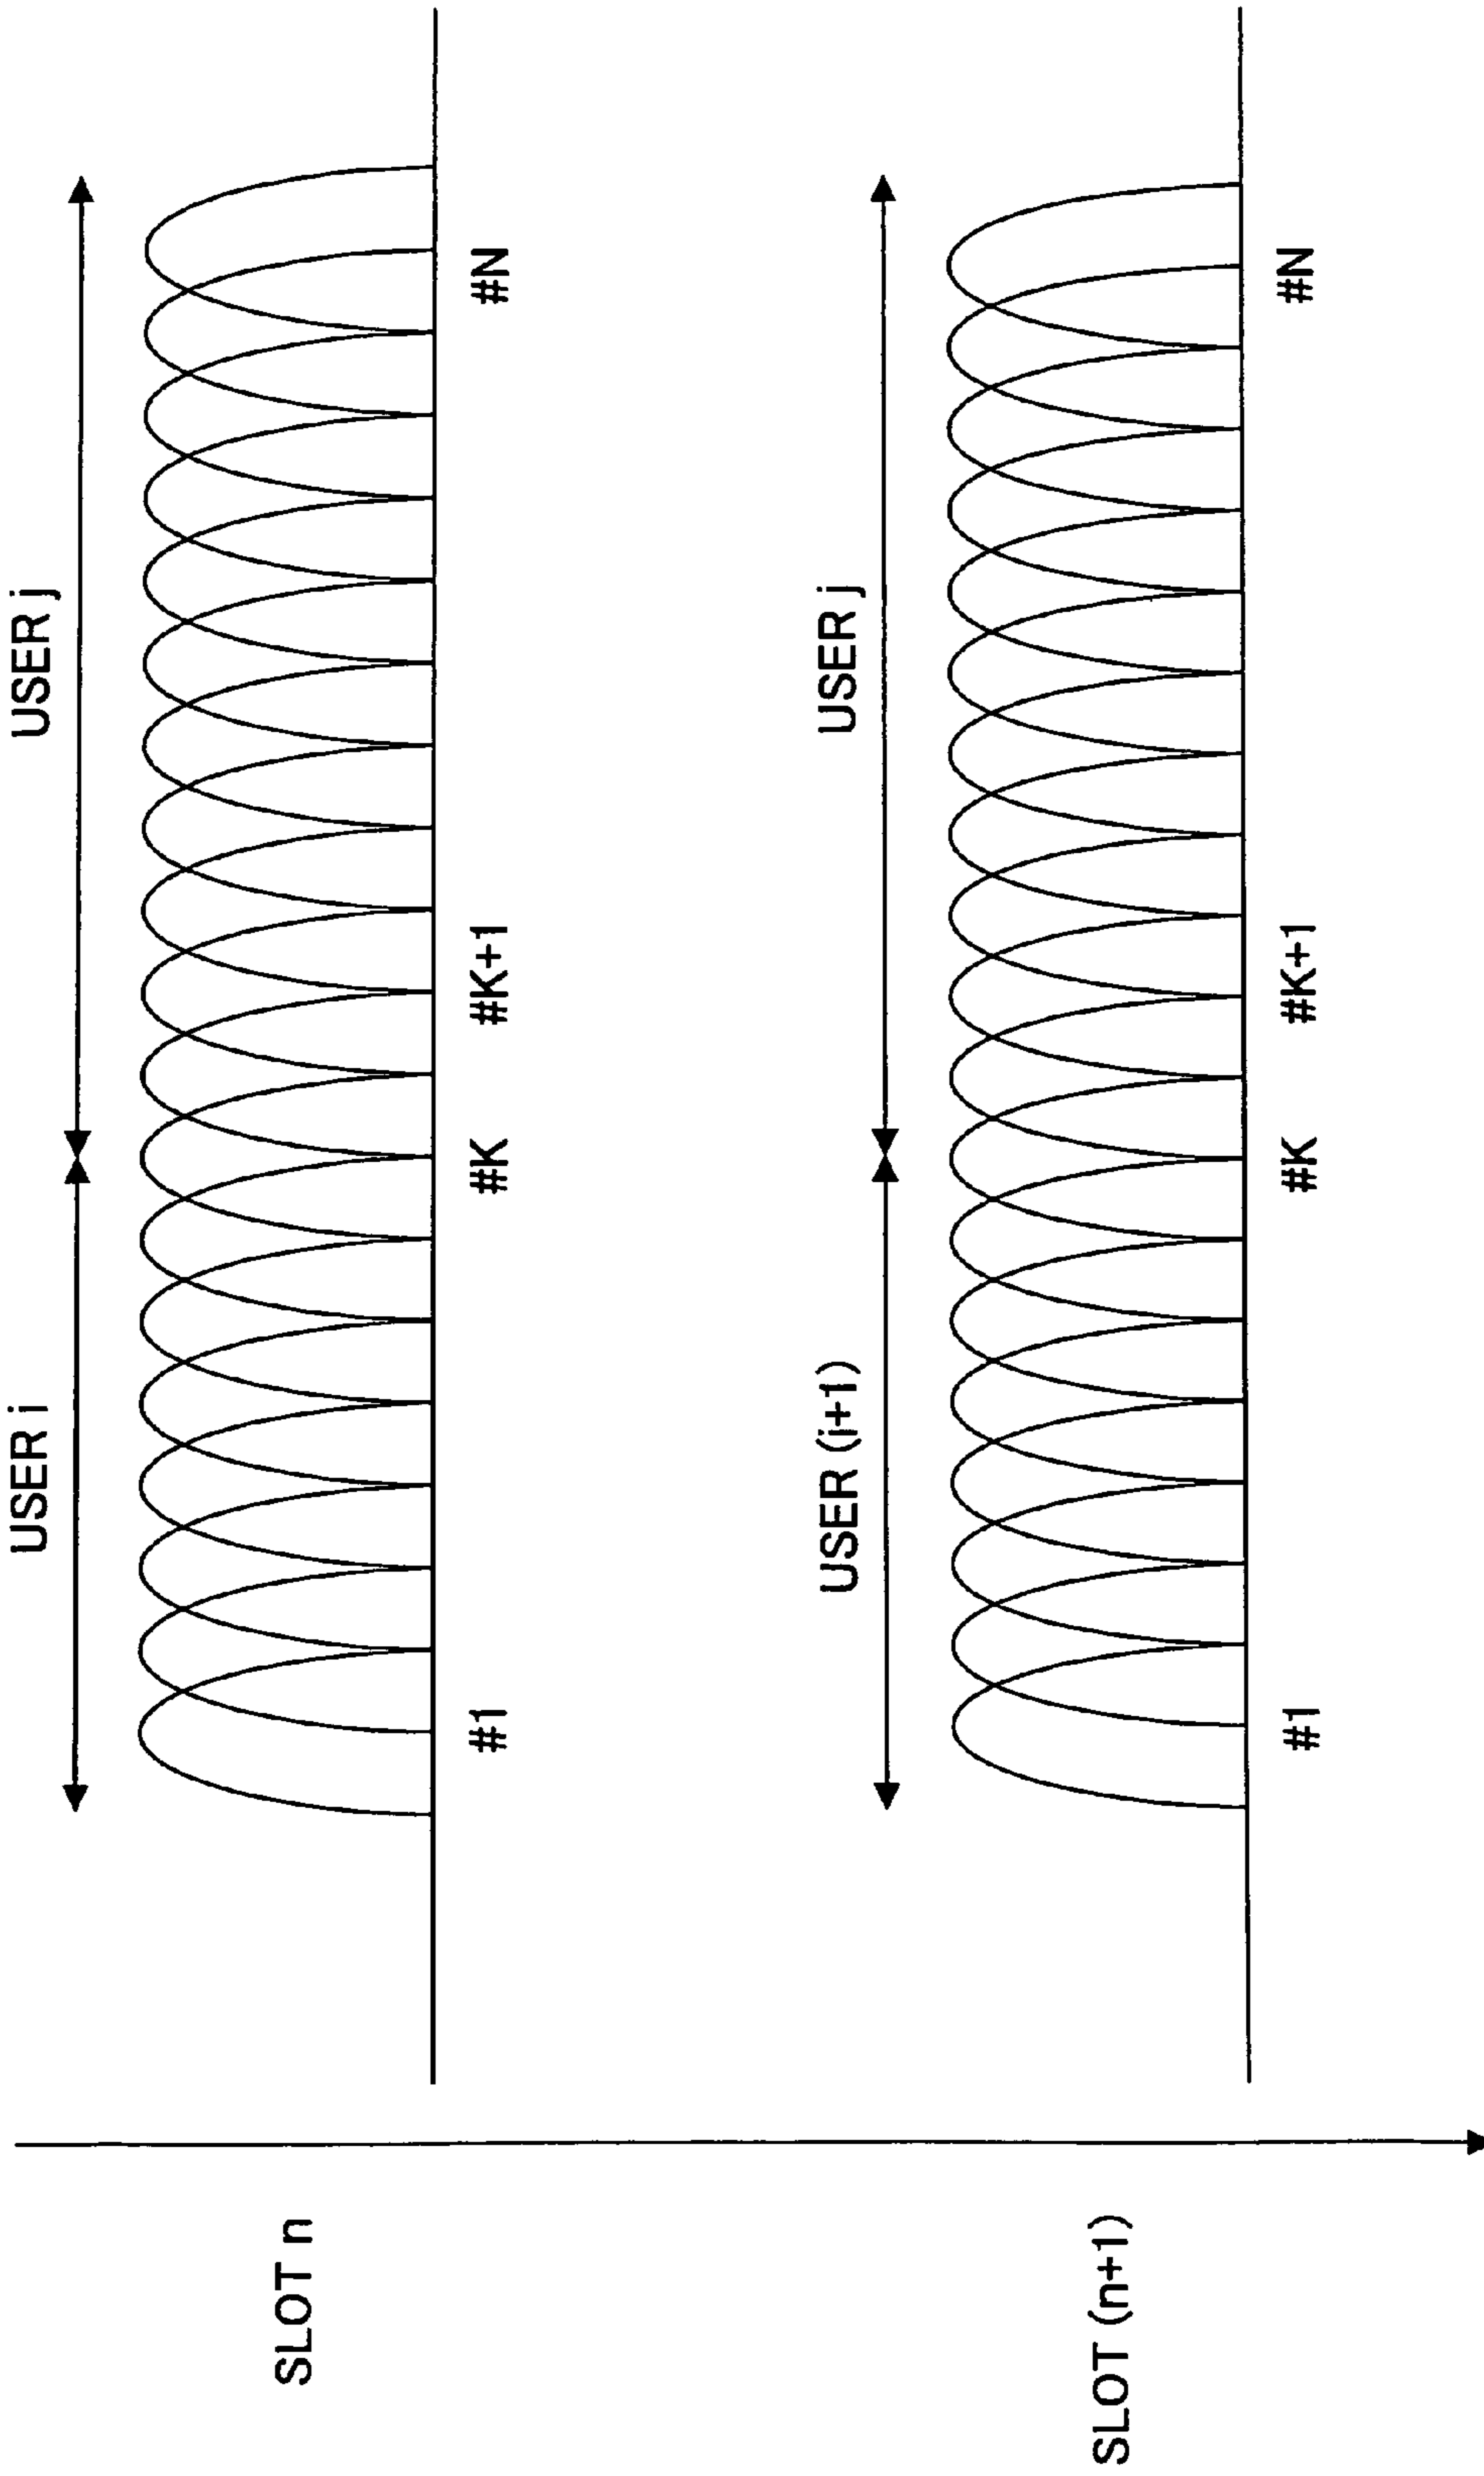 SLOT n
USER i
USER j
#1
#K
#K+1
#N
SLOT (n+1)
USER (i+1)
USER j
#1
#K
#K+1
#N